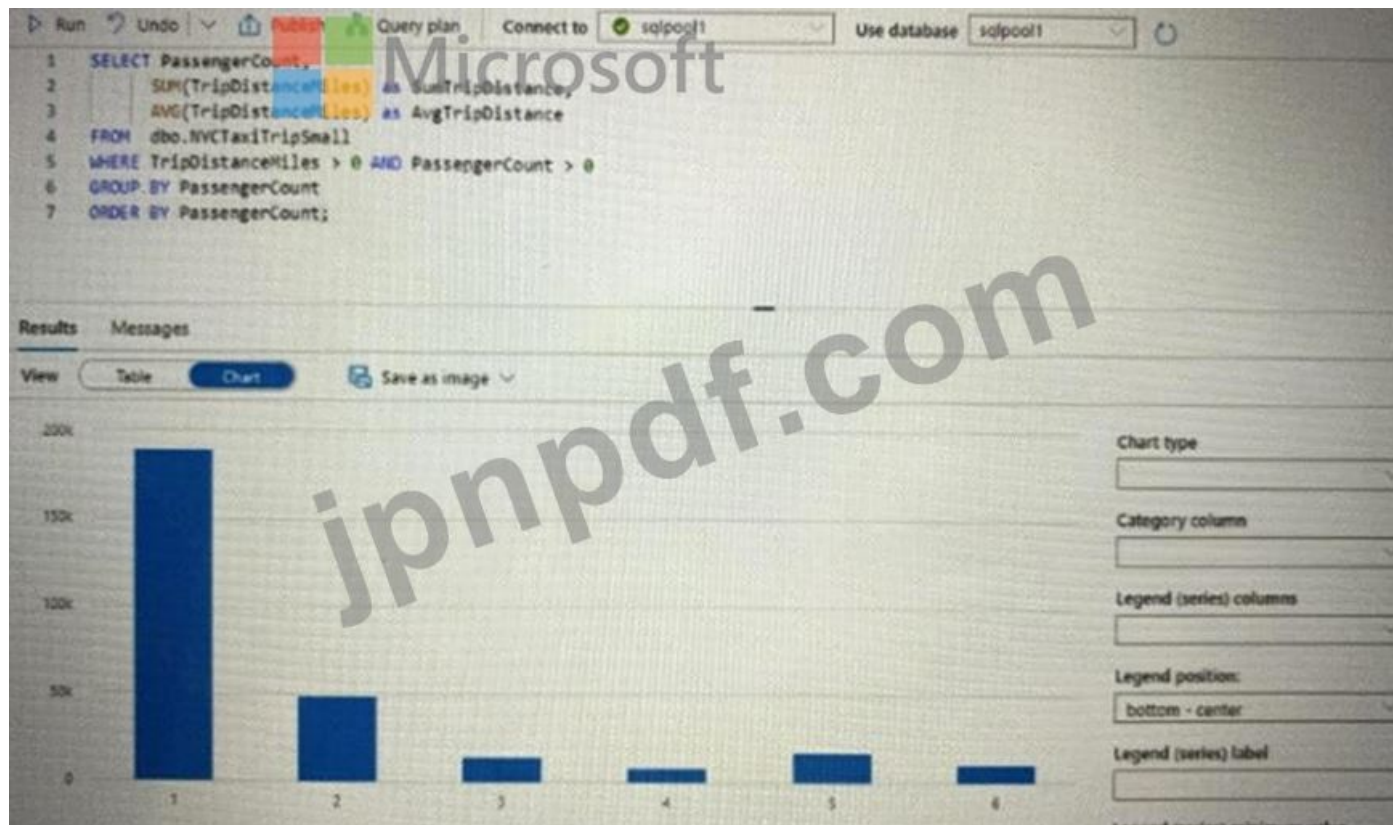 Run Undo Publish Query plan Connect to sqlpool1 Use database sqlpool1
Microsoft
1 SELECT PassengerCount,
2 SUM(TripDistanceMiles) as SumTripDistance,
3 AVG(TripDistanceMiles) as AvgTripDistance
4 FROM dbo.NYCTaxiTripSmall
5 WHERE TripDistanceMiles > 0 AND PassengerCount > 0
6 GROUP BY PassengerCount
7 ORDER BY PassengerCount;
Results Messages
View Table Chart Save as image
jpnpdf.com
200k
150k
100k
50k
0
1 2 3 4 5 6
Chart type
Category column
Legend (series) columns
Legend position:
bottom - center
Legend (series) label